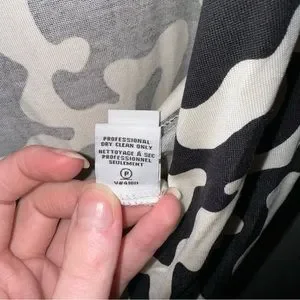 PROFESSIONAL
DRY CLEAN ONLY
NETTOYAGE À SEC
PROFESSIONNEL
SEULEMENT
P